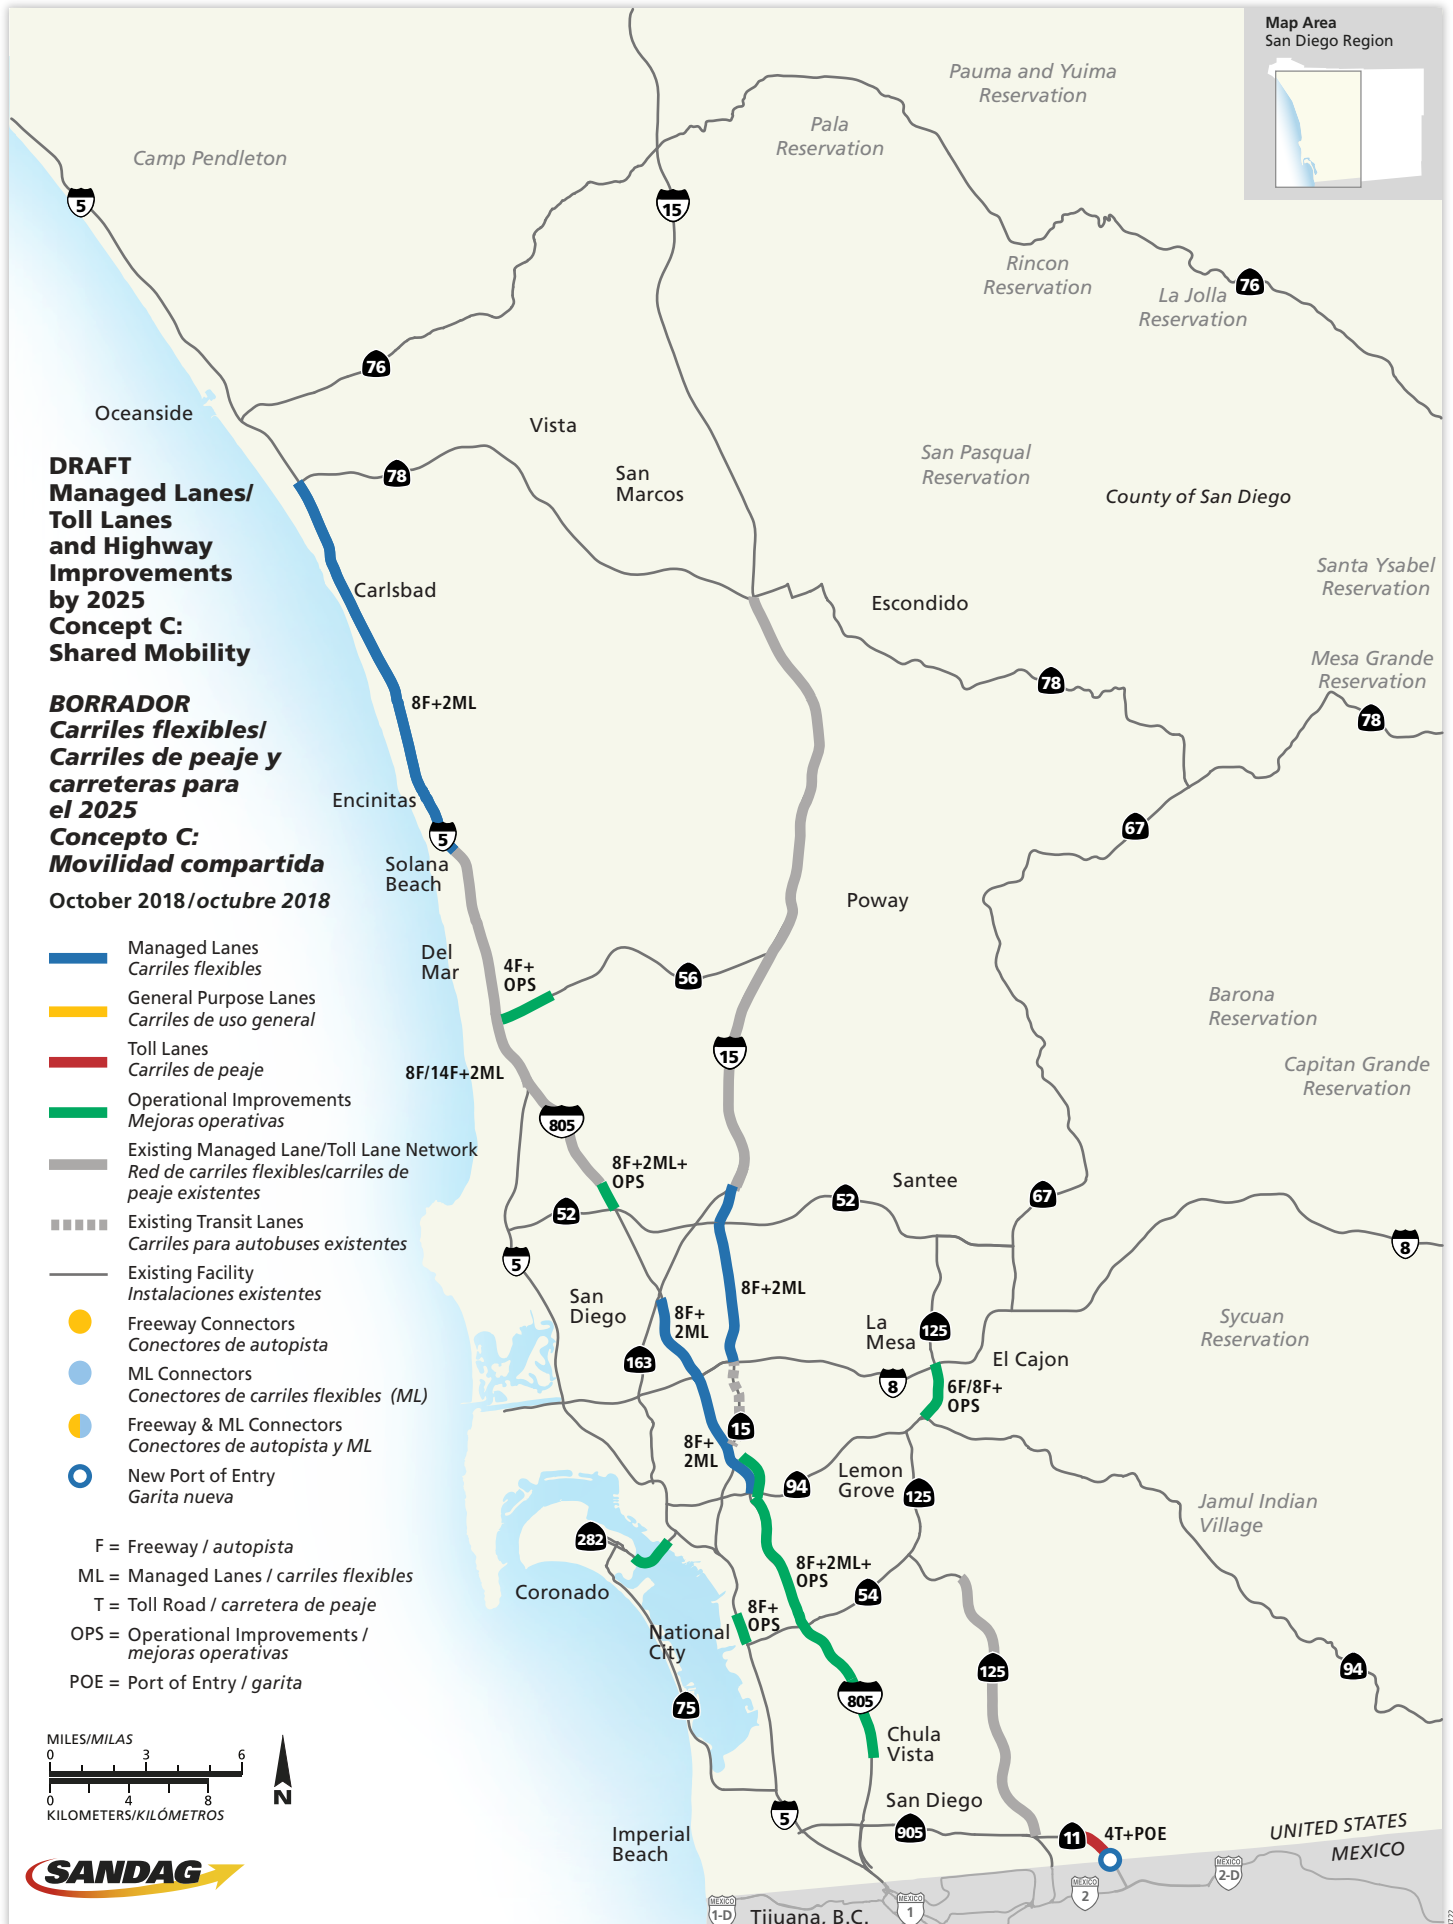 Map Area
San Diego Region
Pauma and Yuima
Reservation
Pala
Reservation
Camp Pendleton
5
15
Rincon
Reservation
La Jolla
Reservation
76
76
Oceanside
Vista
San
Marcos
78
San Pasqual
Reservation
County of San Diego
DRAFT
Managed Lanes/
Toll Lanes
and Highway
Improvements
by 2025
Concept C:
Shared Mobility
BORRADOR
Carriles flexibles/
Carriles de peaje y
carreteras para
el 2025
Concepto C:
Movilidad compartida
October 2018/octubre 2018
Carlsbad
Escondido
Santa Ysabel
Reservation
Mesa Grande
Reservation
78
78
8F+2ML
Encinitas
5
67
Solana
Beach
Poway
Del
Mar
4F+
OPS
56
Barona
Reservation
15
Capitan Grande
Reservation
8F/14F+2ML
805
8F+2ML+
OPS
52
52
Santee
67
5
8
San
Diego
8F+2ML
8F+
2ML
La
Mesa
125
Sycuan
Reservation
163
El Cajon
8
6F/8F+
OPS
15
8F+
2ML
Lemon
Grove
94
125
Jamul Indian
Village
282
Coronado
8F+2ML+
OPS
54
8F+
OPS
National
City
125
94
75
805
Chula
Vista
San Diego
5
905
11
4T+POE
Imperial
Beach
UNITED STATES
MEXICO
MEXICO
1-D
Tijuana, B.C.
MEXICO
1
MEXICO
2
MEXICO
2-D
Managed Lanes
Carriles flexibles
General Purpose Lanes
Carriles de uso general
Toll Lanes
Carriles de peaje
Operational Improvements
Mejoras operativas
Existing Managed Lane/Toll Lane Network
Red de carriles flexibles/carriles de
peaje existentes
Existing Transit Lanes
Carriles para autobuses existentes
Existing Facility
Instalaciones existentes
Freeway Connectors
Conectores de autopista
ML Connectors
Conectores de carriles flexibles (ML)
Freeway & ML Connectors
Conectores de autopista y ML
New Port of Entry
Garita nueva
F = Freeway / autopista
ML = Managed Lanes / carriles flexibles
T = Toll Road / carretera de peaje
OPS = Operational Improvements /
mejoras operativas
POE = Port of Entry / garita
MILES/MILAS
0 3 6
0 4 8
KILOMETERS/KILÓMETROS
N
SANDAG